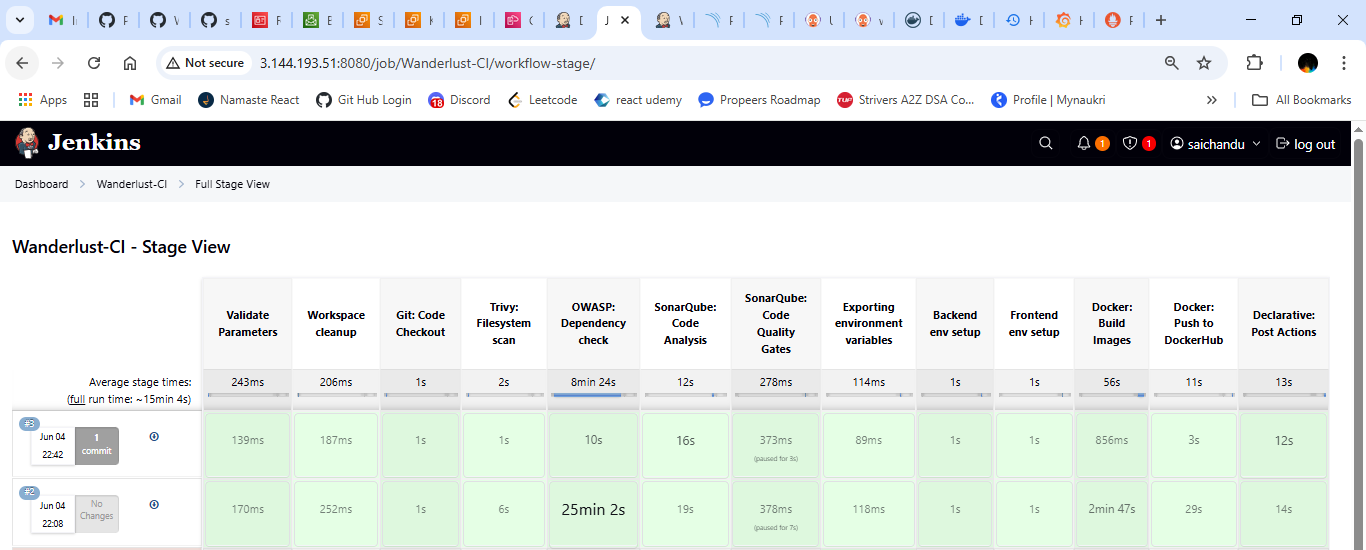 Not secure 3.144.193.51:8080/job/Wanderlust-CI/workflow-stage/
Apps Gmail Namaste React Git Hub Login 18 Discord Leetcode react udemy Propeers Roadmap TUF Strivers A2Z DSA Co... Profile | Mynaukri » All Bookmarks
Jenkins 1 1 saichandu log out
Dashboard Wanderlust-CI Full Stage View
Wanderlust-CI - Stage View
Validate Parameters
Workspace cleanup
Git: Code Checkout
Trivy: Filesystem scan
OWASP: Dependency check
SonarQube: Code Analysis
SonarQube: Code Quality Gates
Exporting environment variables
Backend env setup
Frontend env setup
Docker: Build Images
Docker: Push to DockerHub
Declarative: Post Actions
Average stage times: 243ms 206ms 1s 2s 8min 24s 12s 278ms 114ms 1s 1s 56s 11s 13s
(full run time: ~15min 4s)
#3
Jun 04 22:42 1 commit
139ms 187ms 1s 1s 10s 16s 373ms (paused for 3s) 89ms 1s 1s 856ms 3s 12s
#2
Jun 04 22:08 No Changes
170ms 252ms 1s 6s 25min 2s 19s 378ms (paused for 7s) 118ms 1s 1s 2min 47s 29s 14s